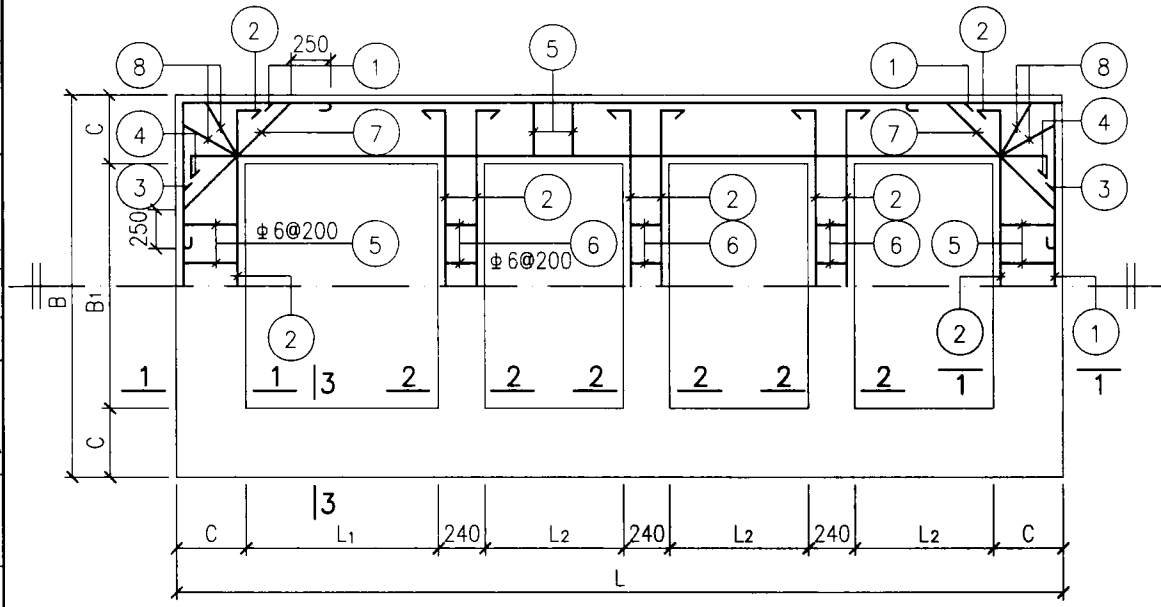 2 250 5 2
8 1 1 8
C 4 7 7 4
3 3
250 Φ6@200 5 2 2 2
Φ6@200 6 6 6 5
B B1
2 2 1
1 1 3 2 2 2 2 2 2 1 1
C
3
C L1 240 L2 240 L2 240 L2 C
L